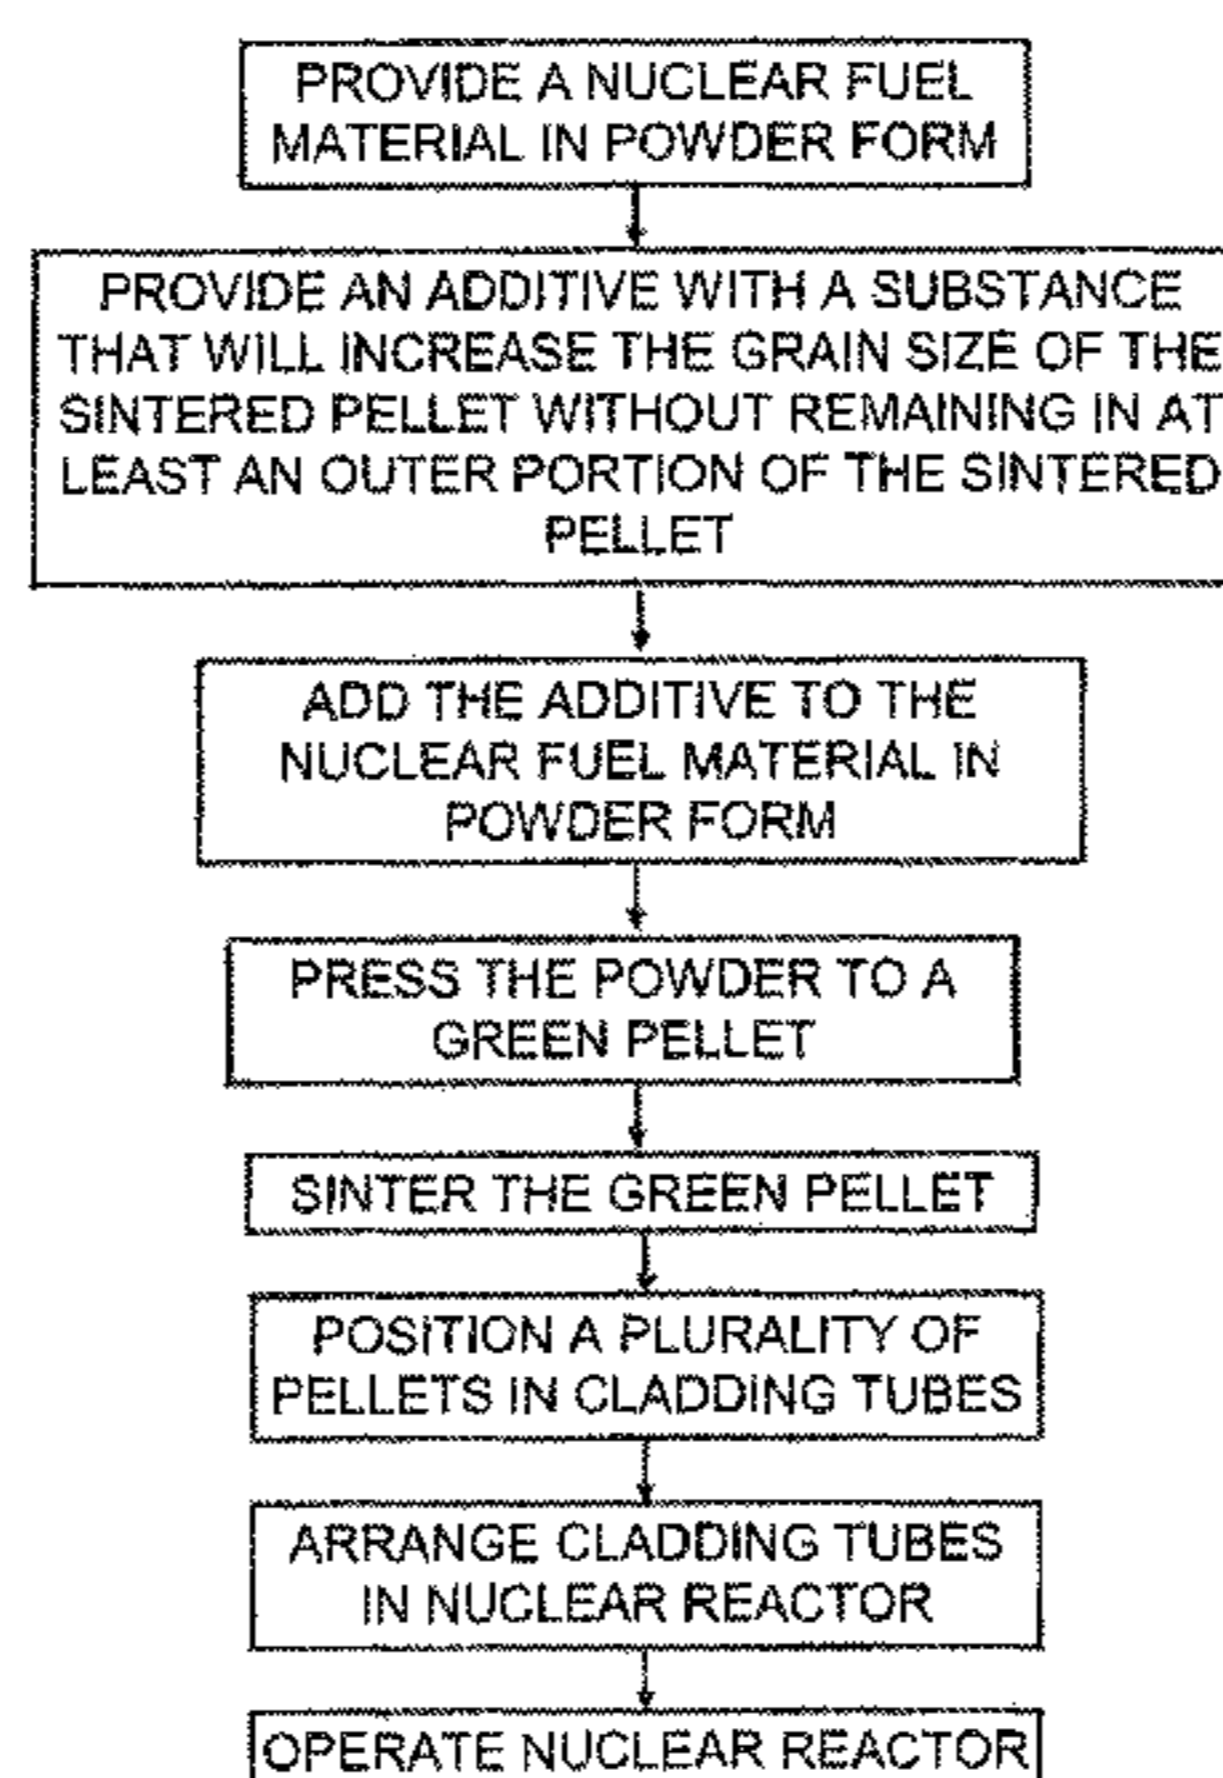 PROVIDE A NUCLEAR FUEL
MATERIAL IN POWDER FORM
PROVIDE AN ADDITIVE WITH A SUBSTANCE
THAT WILL INCREASE THE GRAIN SIZE OF THE
SINTERED PELLET WITHOUT REMAINING IN AT
LEAST AN OUTER PORTION OF THE SINTERED
PELLET
ADD THE ADDITIVE TO THE
NUCLEAR FUEL MATERIAL IN
POWDER FORM
PRESS THE POWDER TO A
GREEN PELLET
SINTER THE GREEN PELLET
POSITION A PLURALITY OF
PELLETS IN CLADDING TUBES
ARRANGE CLADDING TUBES
IN NUCLEAR REACTOR
OPERATE NUCLEAR REACTOR